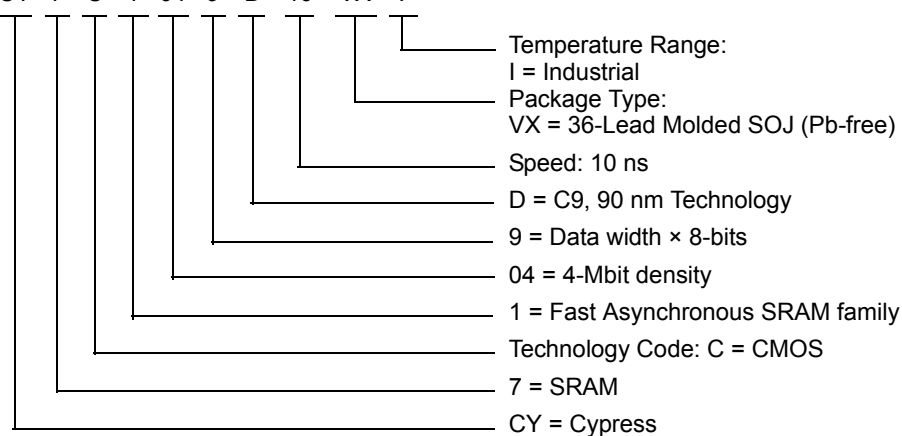 Temperature Range:
I = Industrial
Package Type:
VX = 36-Lead Molded SOJ (Pb-free)
Speed: 10 ns
D = C9, 90 nm Technology
9 = Data width × 8-bits
04 = 4-Mbit density
1 = Fast Asynchronous SRAM family
Technology Code: C = CMOS
7 = SRAM
CY = Cypress